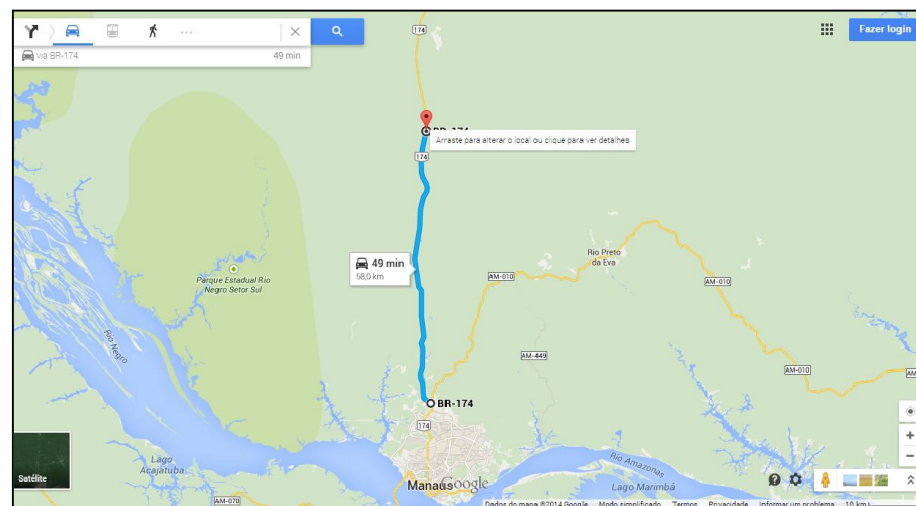 174
Fazer login
via BR-174 49 min
BR-174
Arraste para alterar o local ou clique para ver detalhes
174
49 min
58,0 km
Rio Preto
da Eva
AM-010
AM-010
Parque Estadual Rio
Negro Setor Sul
Rio Negro
AM-449
AM-010
AM
BR-174
174
Satélite
Lago
Acajatuba
Rio Amazonas
Manaus
Google
Lago Marimbá
AM-070
Dados do mapa ©2014 Google Modo simplificado Termos Privacidade Informar um problema 10 km